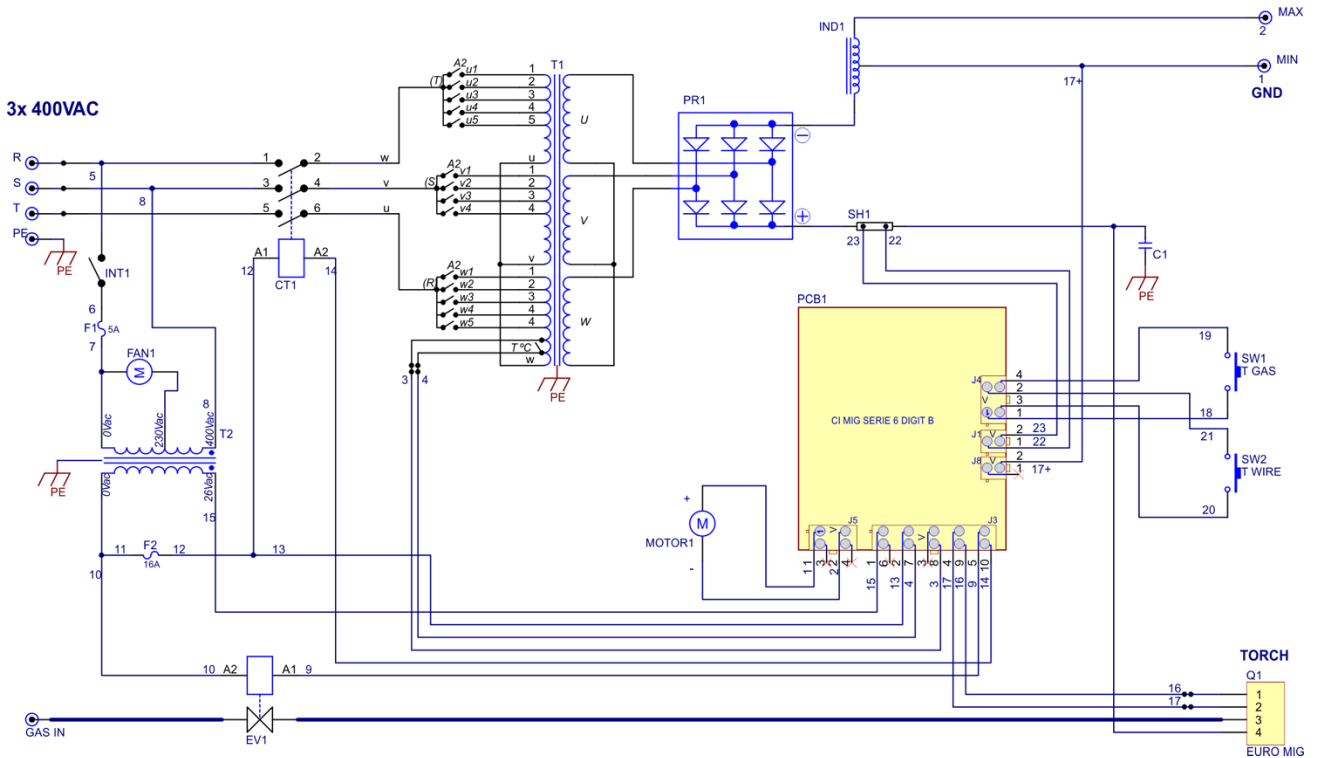 MAX
2
IND1
MIN
1
GND
17+
3x 400VAC
A2
T1
(T)
u1 1
u2 2
u3 3
u4 4
u5 5
U
u
PR1
R
5
1 2
w
A2
S
8
3 4
v
(S
v1 1
v2 2
v3 3
v4 4
V
v
T
5 6
u
PE
PE
A1 A2
12 14
CT1
INT1
A2
(R)
w1 1
w2 2
w3 3
w4 4
w5 4
W
T ºC
w
3 4
PE
SH1
23 22
C1
PE
6
F1 5A
7
FAN1
M
8
0Vac
230Vac
400Vac
T2
PE
0Vac
26Vac
15
11 F2 12 13
16A
10
PCB1
CI MIG SERIE 6 DIGIT B
J4
4
2
V
3
1
J1 V
2 23
1 22
J8 V
2
1 17+
19
SW1
T GAS
18
21
SW2
T WIRE
20
+
M
MOTOR1
-
J5
1 V
J3
V
1 3 2 4
1 2
1 6 2 7 3 8 4 9 5 10
15 13 4 3 17 16 9 14
10 A2 A1 9
EV1
GAS IN
TORCH
Q1
16 1
17 2
3
4
EURO MIG